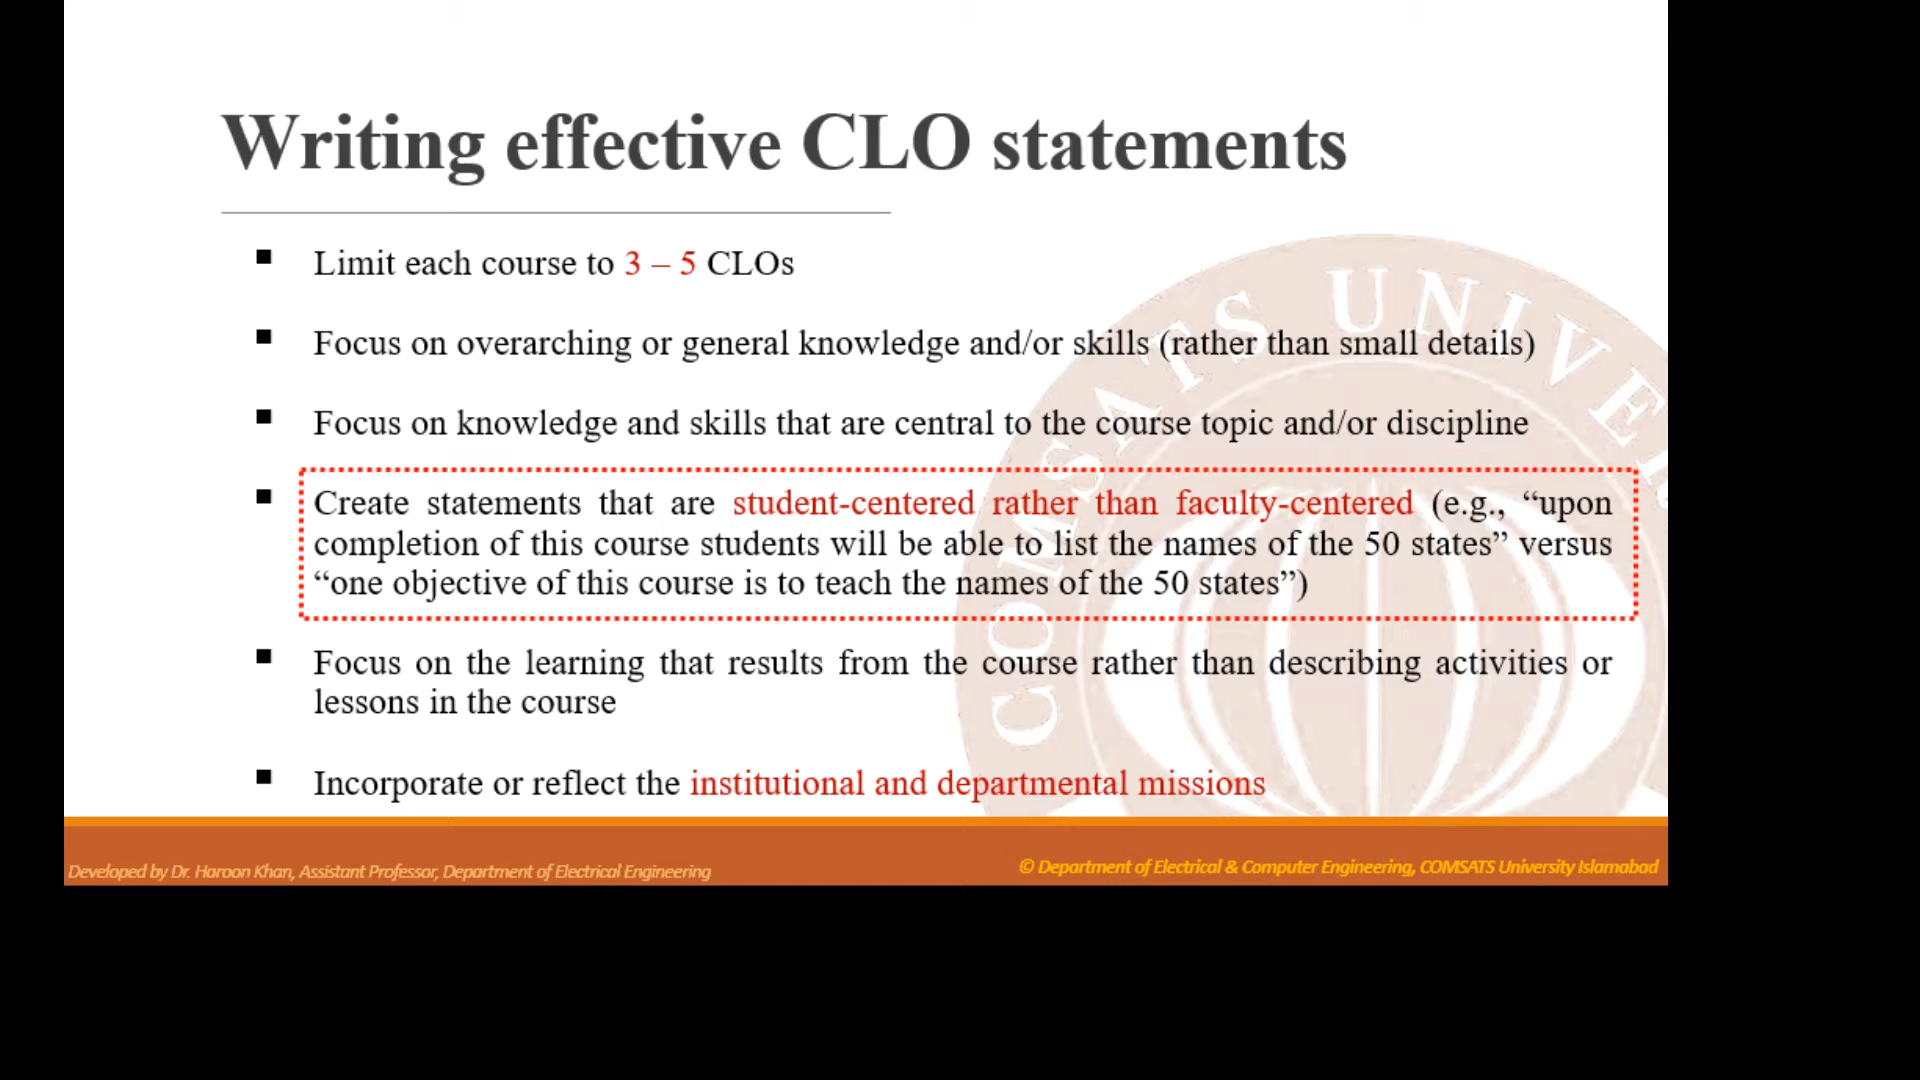 Writing effective CLO statements
Limit each course to 3 – 5 CLOs
Focus on overarching or general knowledge and/or skills (rather than small details)
Focus on knowledge and skills that are central to the course topic and/or discipline
Create statements that are student-centered rather than faculty-centered (e.g., “upon
completion of this course students will be able to list the names of the 50 states” versus
“one objective of this course is to teach the names of the 50 states”)
Focus on the learning that results from the course rather than describing activities or
lessons in the course
Incorporate or reflect the institutional and departmental missions
COMSATS UNIVER
Developed by Dr. Haroon Khan, Assistant Professor, Department of Electrical Engineering
© Department of Electrical & Computer Engineering, COMSATS University Islamabad